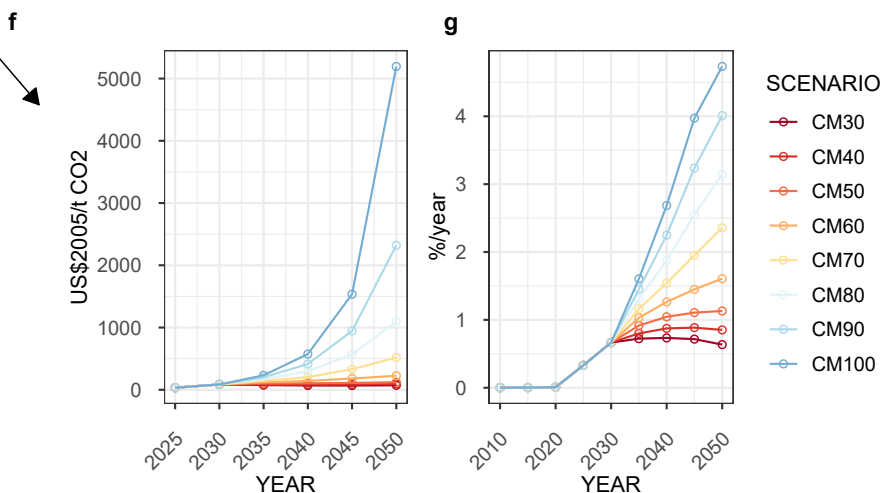 f
US$2005/t CO2
5000
4000
3000
2000
1000
0
2025
2030
2035
2040
2045
2050
YEAR
g
%/year
4
3
2
1
0
2010
2020
2030
2040
2050
YEAR
SCENARIO
CM30
CM40
CM50
CM60
CM70
CM80
CM90
CM100